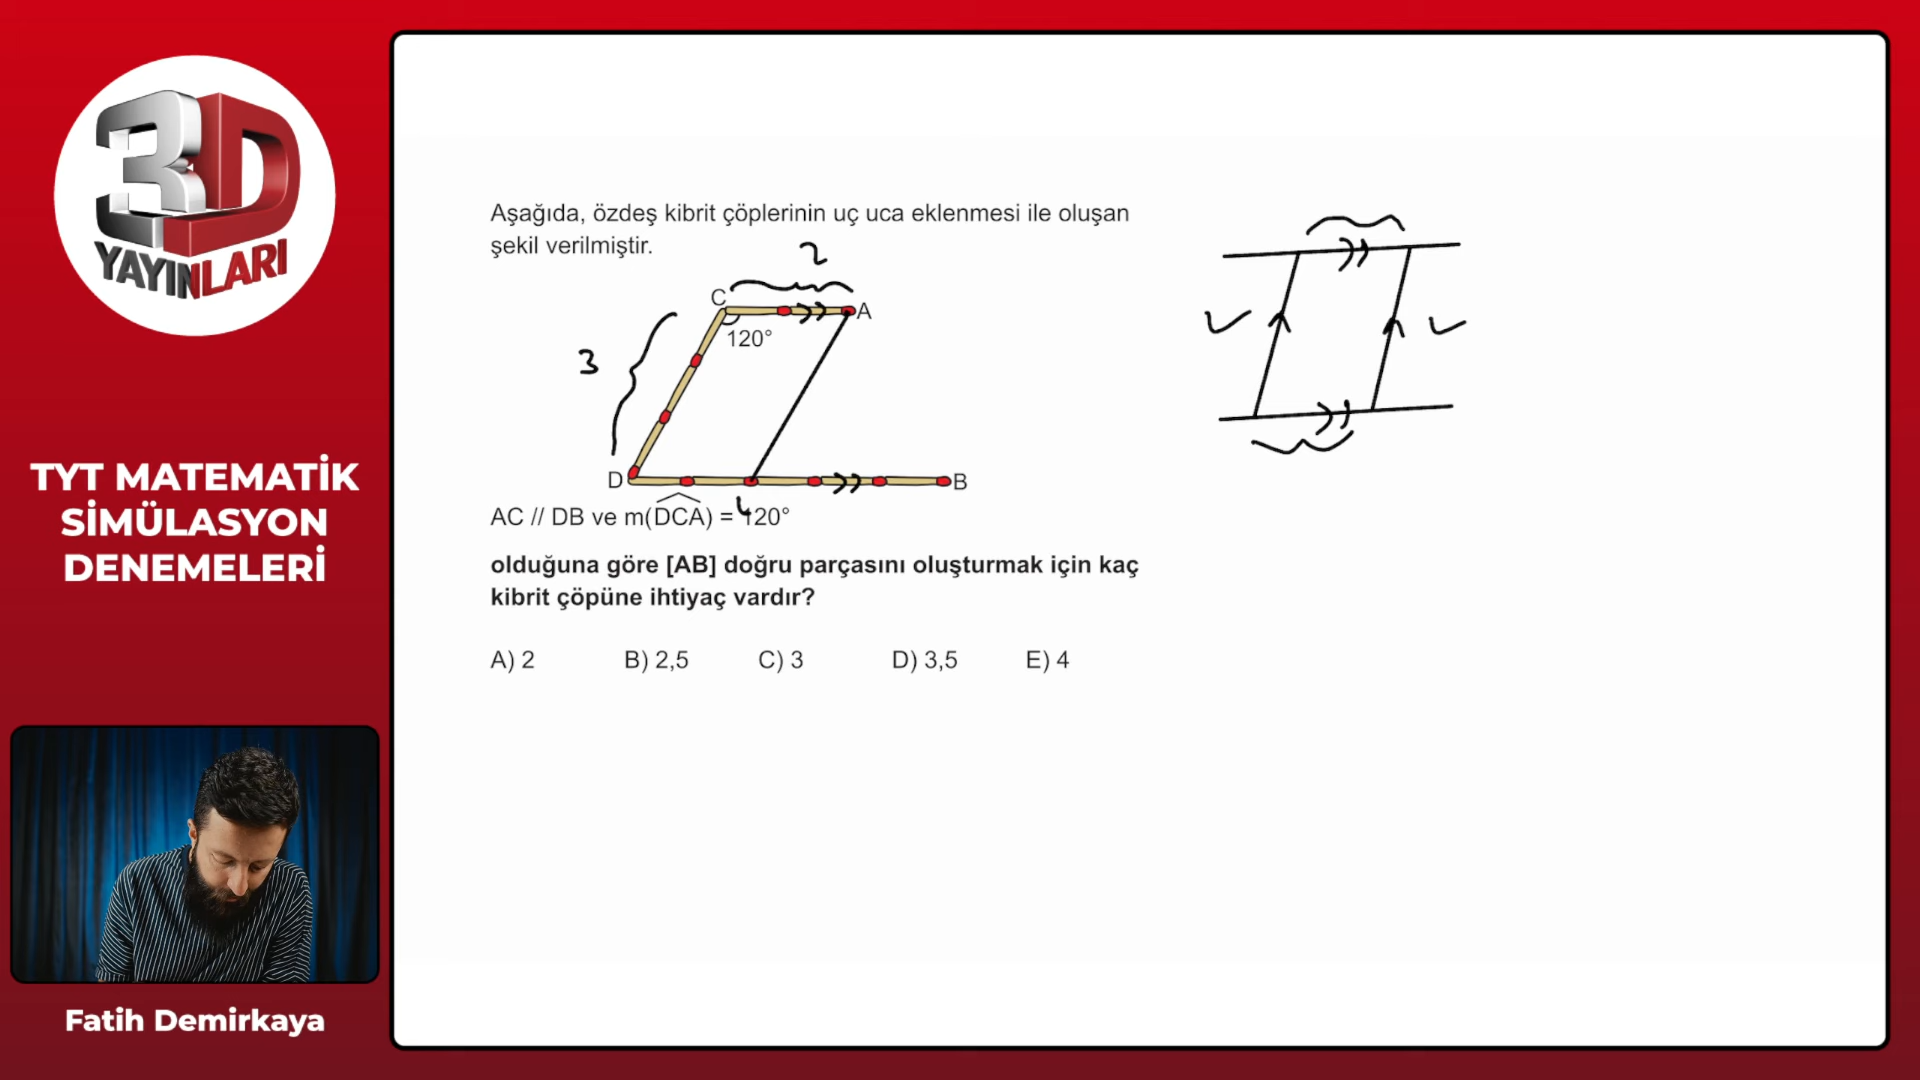 3D
YAYINLARI
TYT MATEMATİK
SİMÜLASYON
DENEMELERİ
Fatih Demirkaya
Aşağıda, özdeş kibrit çöplerinin uç uca eklenmesi ile oluşan
şekil verilmiştir.
2
C
A
120°
3
D
B
AC // DB ve m(DCA) = 120°
olduğuna göre [AB] doğru parçasını oluşturmak için kaç
kibrit çöpüne ihtiyaç vardır?
A) 2 B) 2,5 C) 3 D) 3,5 E) 4